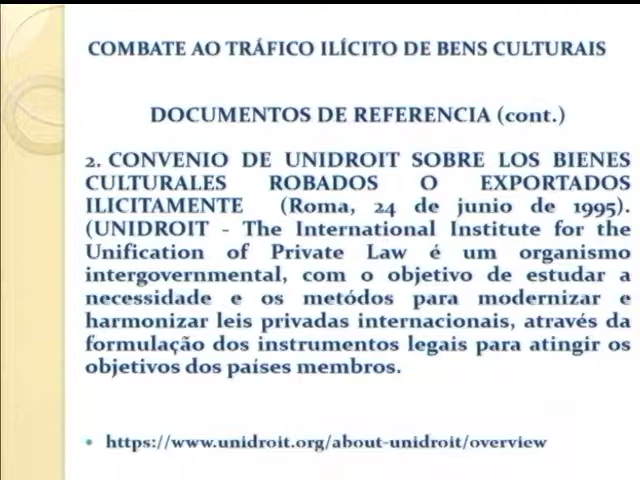 COMBATE AO TRÁFICO ILÍCITO DE BENS CULTURAIS
DOCUMENTOS DE REFERENCIA (cont.)
2. CONVENIO DE UNIDROIT SOBRE LOS BIENES
CULTURALES ROBADOS O EXPORTADOS
ILICITAMENTE (Roma, 24 de junio de 1995).
(UNIDROIT - The International Institute for the
Unification of Private Law é um organismo
intergovernmental, com o objetivo de estudar a
necessidade e os metódos para modernizar e
harmonizar leis privadas internacionais, através da
formulação dos instrumentos legais para atingir os
objetivos dos países membros.
• https://www.unidroit.org/about-unidroit/overview